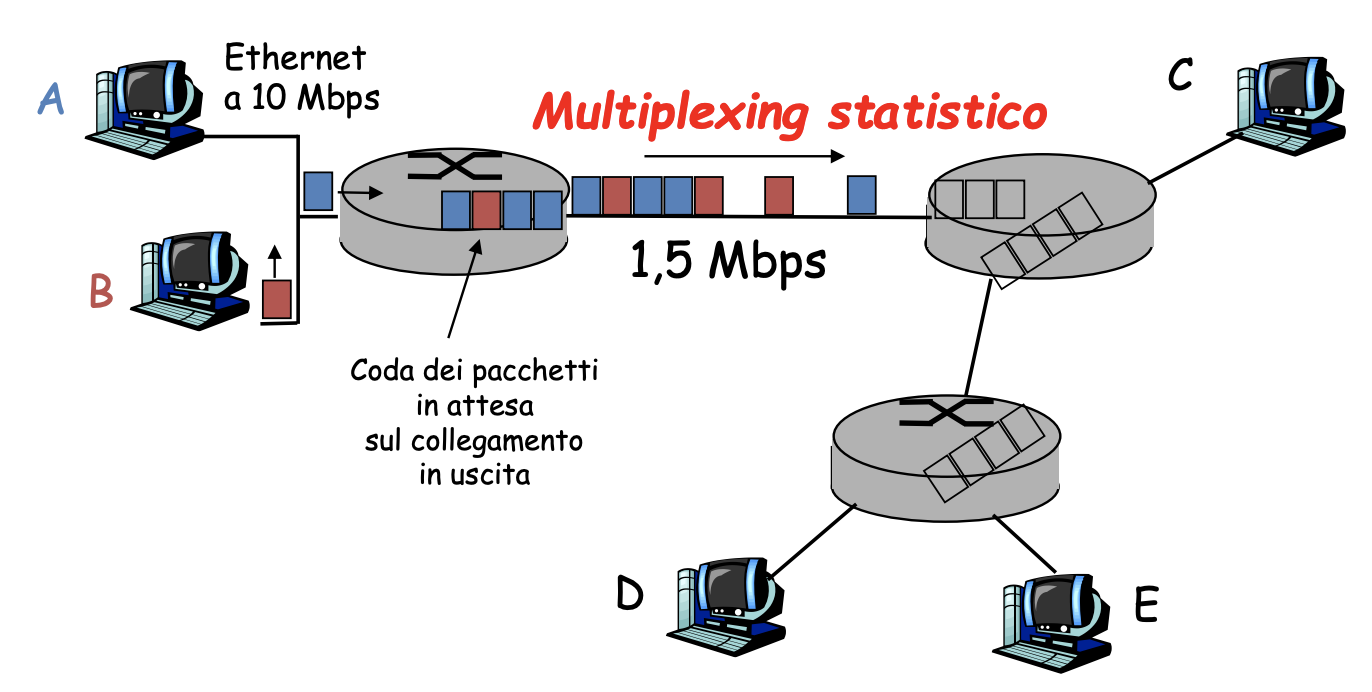 Ethernet
a 10 Mbps
A
Multiplexing statistico
C
B
1,5 Mbps
Coda dei pacchetti
in attesa
sul collegamento
in uscita
D
E